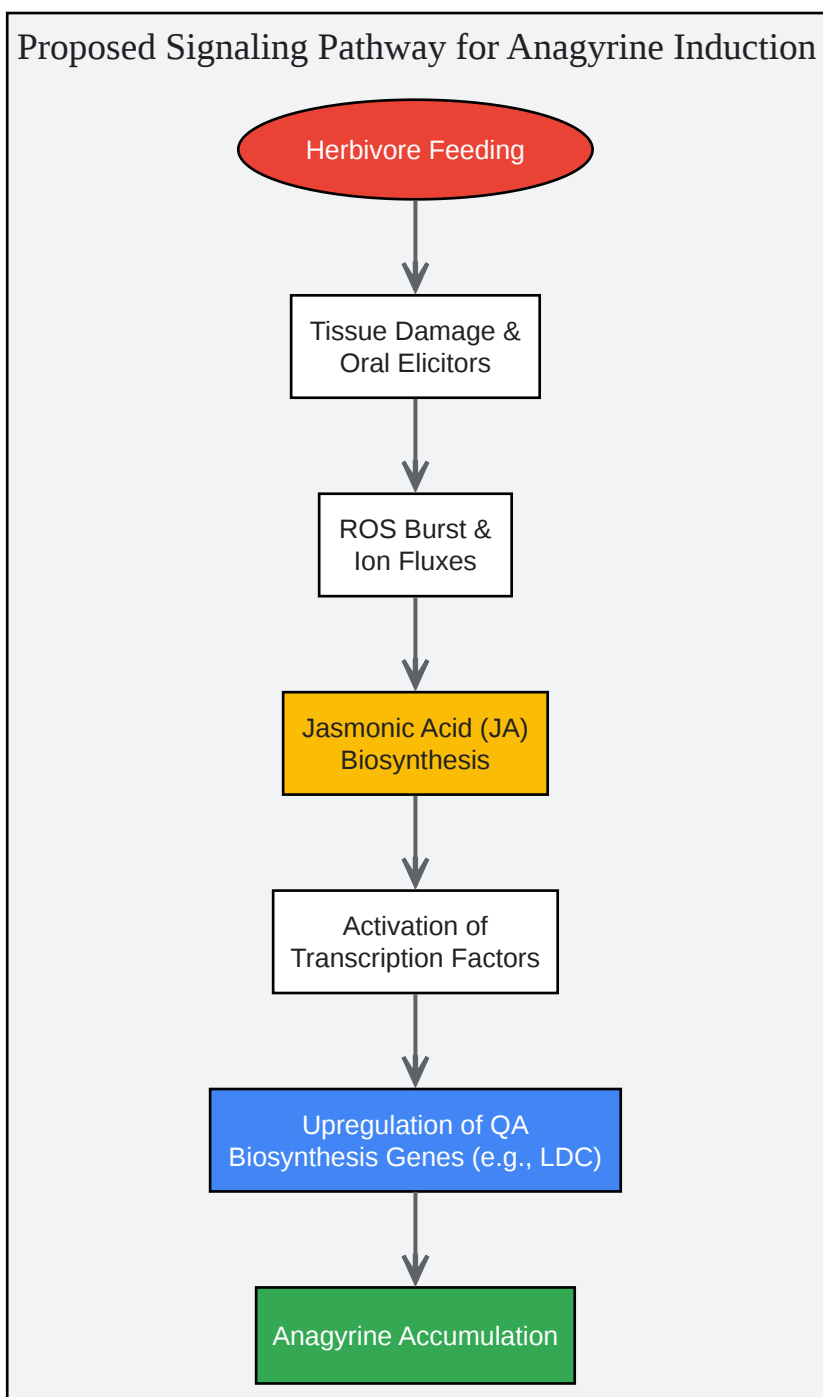 Proposed Signaling Pathway for Anagyrine Induction
Herbivore Feeding
Tissue Damage &
Oral Elicitors
ROS Burst &
Ion Fluxes
Jasmonic Acid (JA)
Biosynthesis
Activation of
Transcription Factors
Upregulation of QA
Biosynthesis Genes (e.g., LDC)
Anagyrine Accumulation